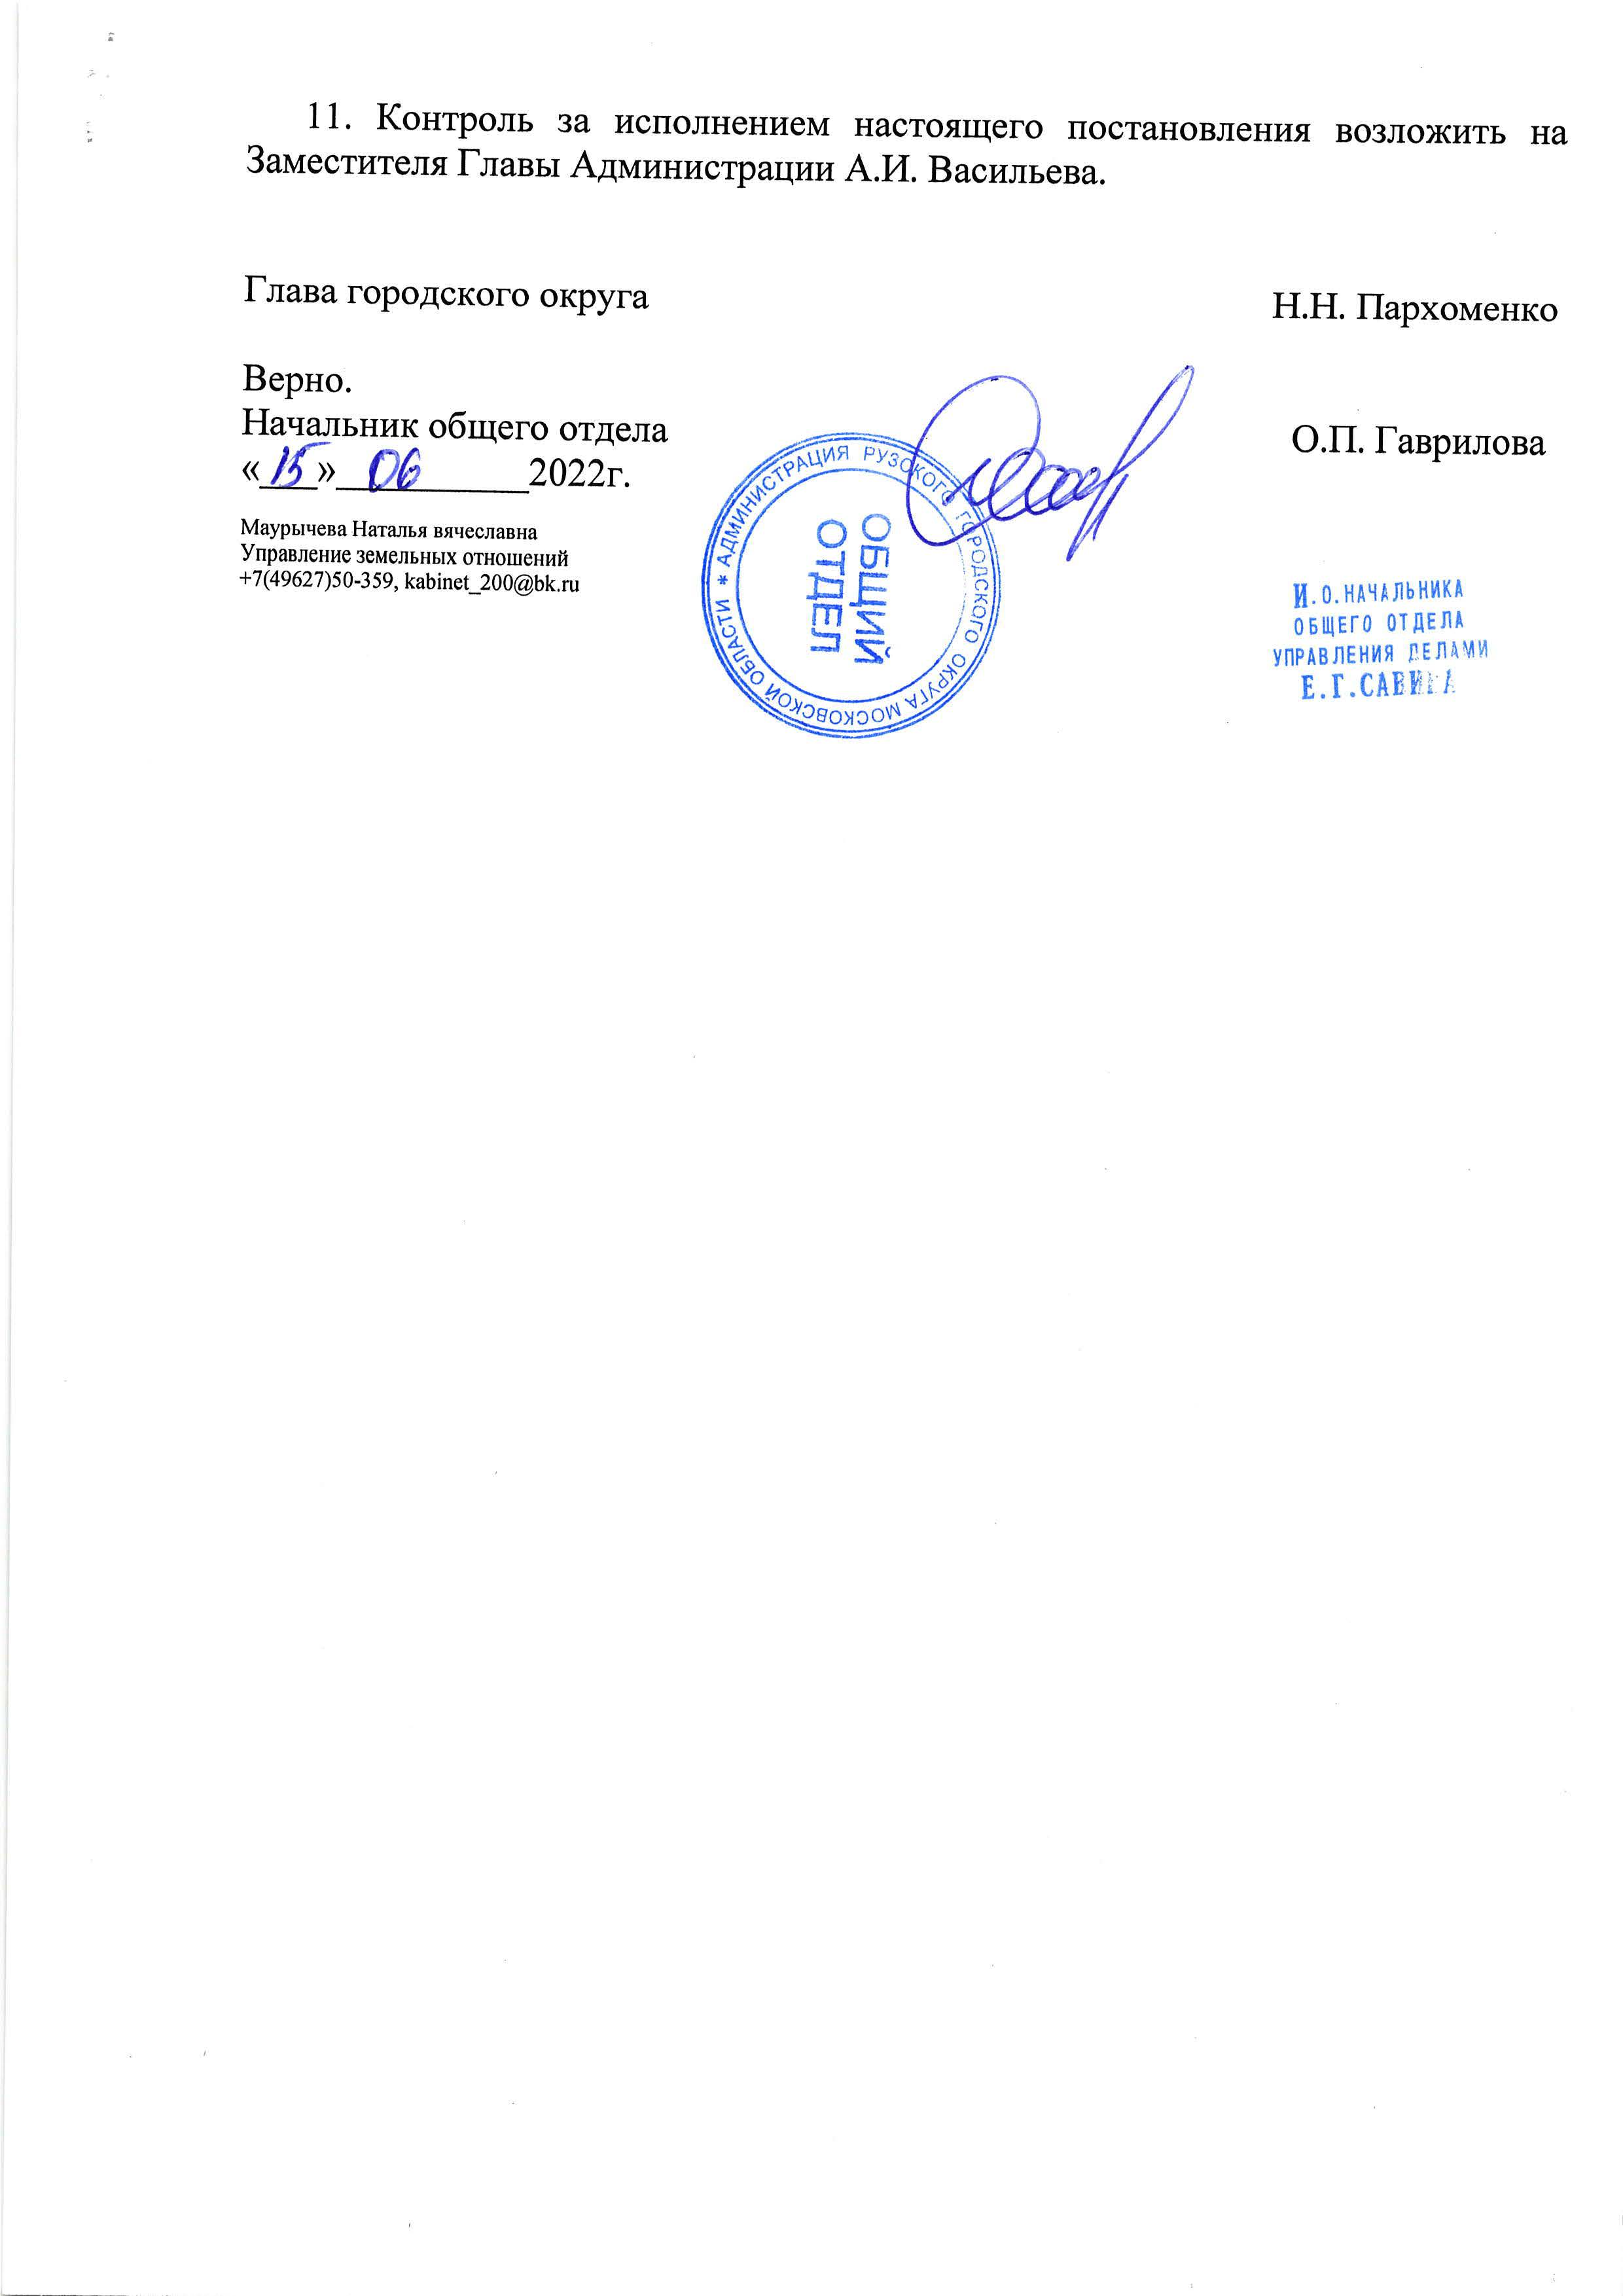 11. Контроль за исполнением настоящего постановления возложить на
Заместителя Главы Администрации А.И. Васильева.
Глава городского округа Н.Н. Пархоменко
Верно.
Начальник общего отдела О.П. Гаврилова
«15» 06 2022г.
Маурычева Наталья вячеславна
Управление земельных отношений
+7(49627)50-359, kabinet_200@bk.ru
* АДМИНИСТРАЦИЯ РУЗСКОГО ГОРОДСКОГО ОКРУГА МОСКОВСКОЙ ОБЛАСТИ
ОБЩИЙ
ОТДЕЛ
И.О.НАЧАЛЬНИКА
ОБЩЕГО ОТДЕЛА
УПРАВЛЕНИЯ ДЕЛАМИ
Е.Г.САВИНА